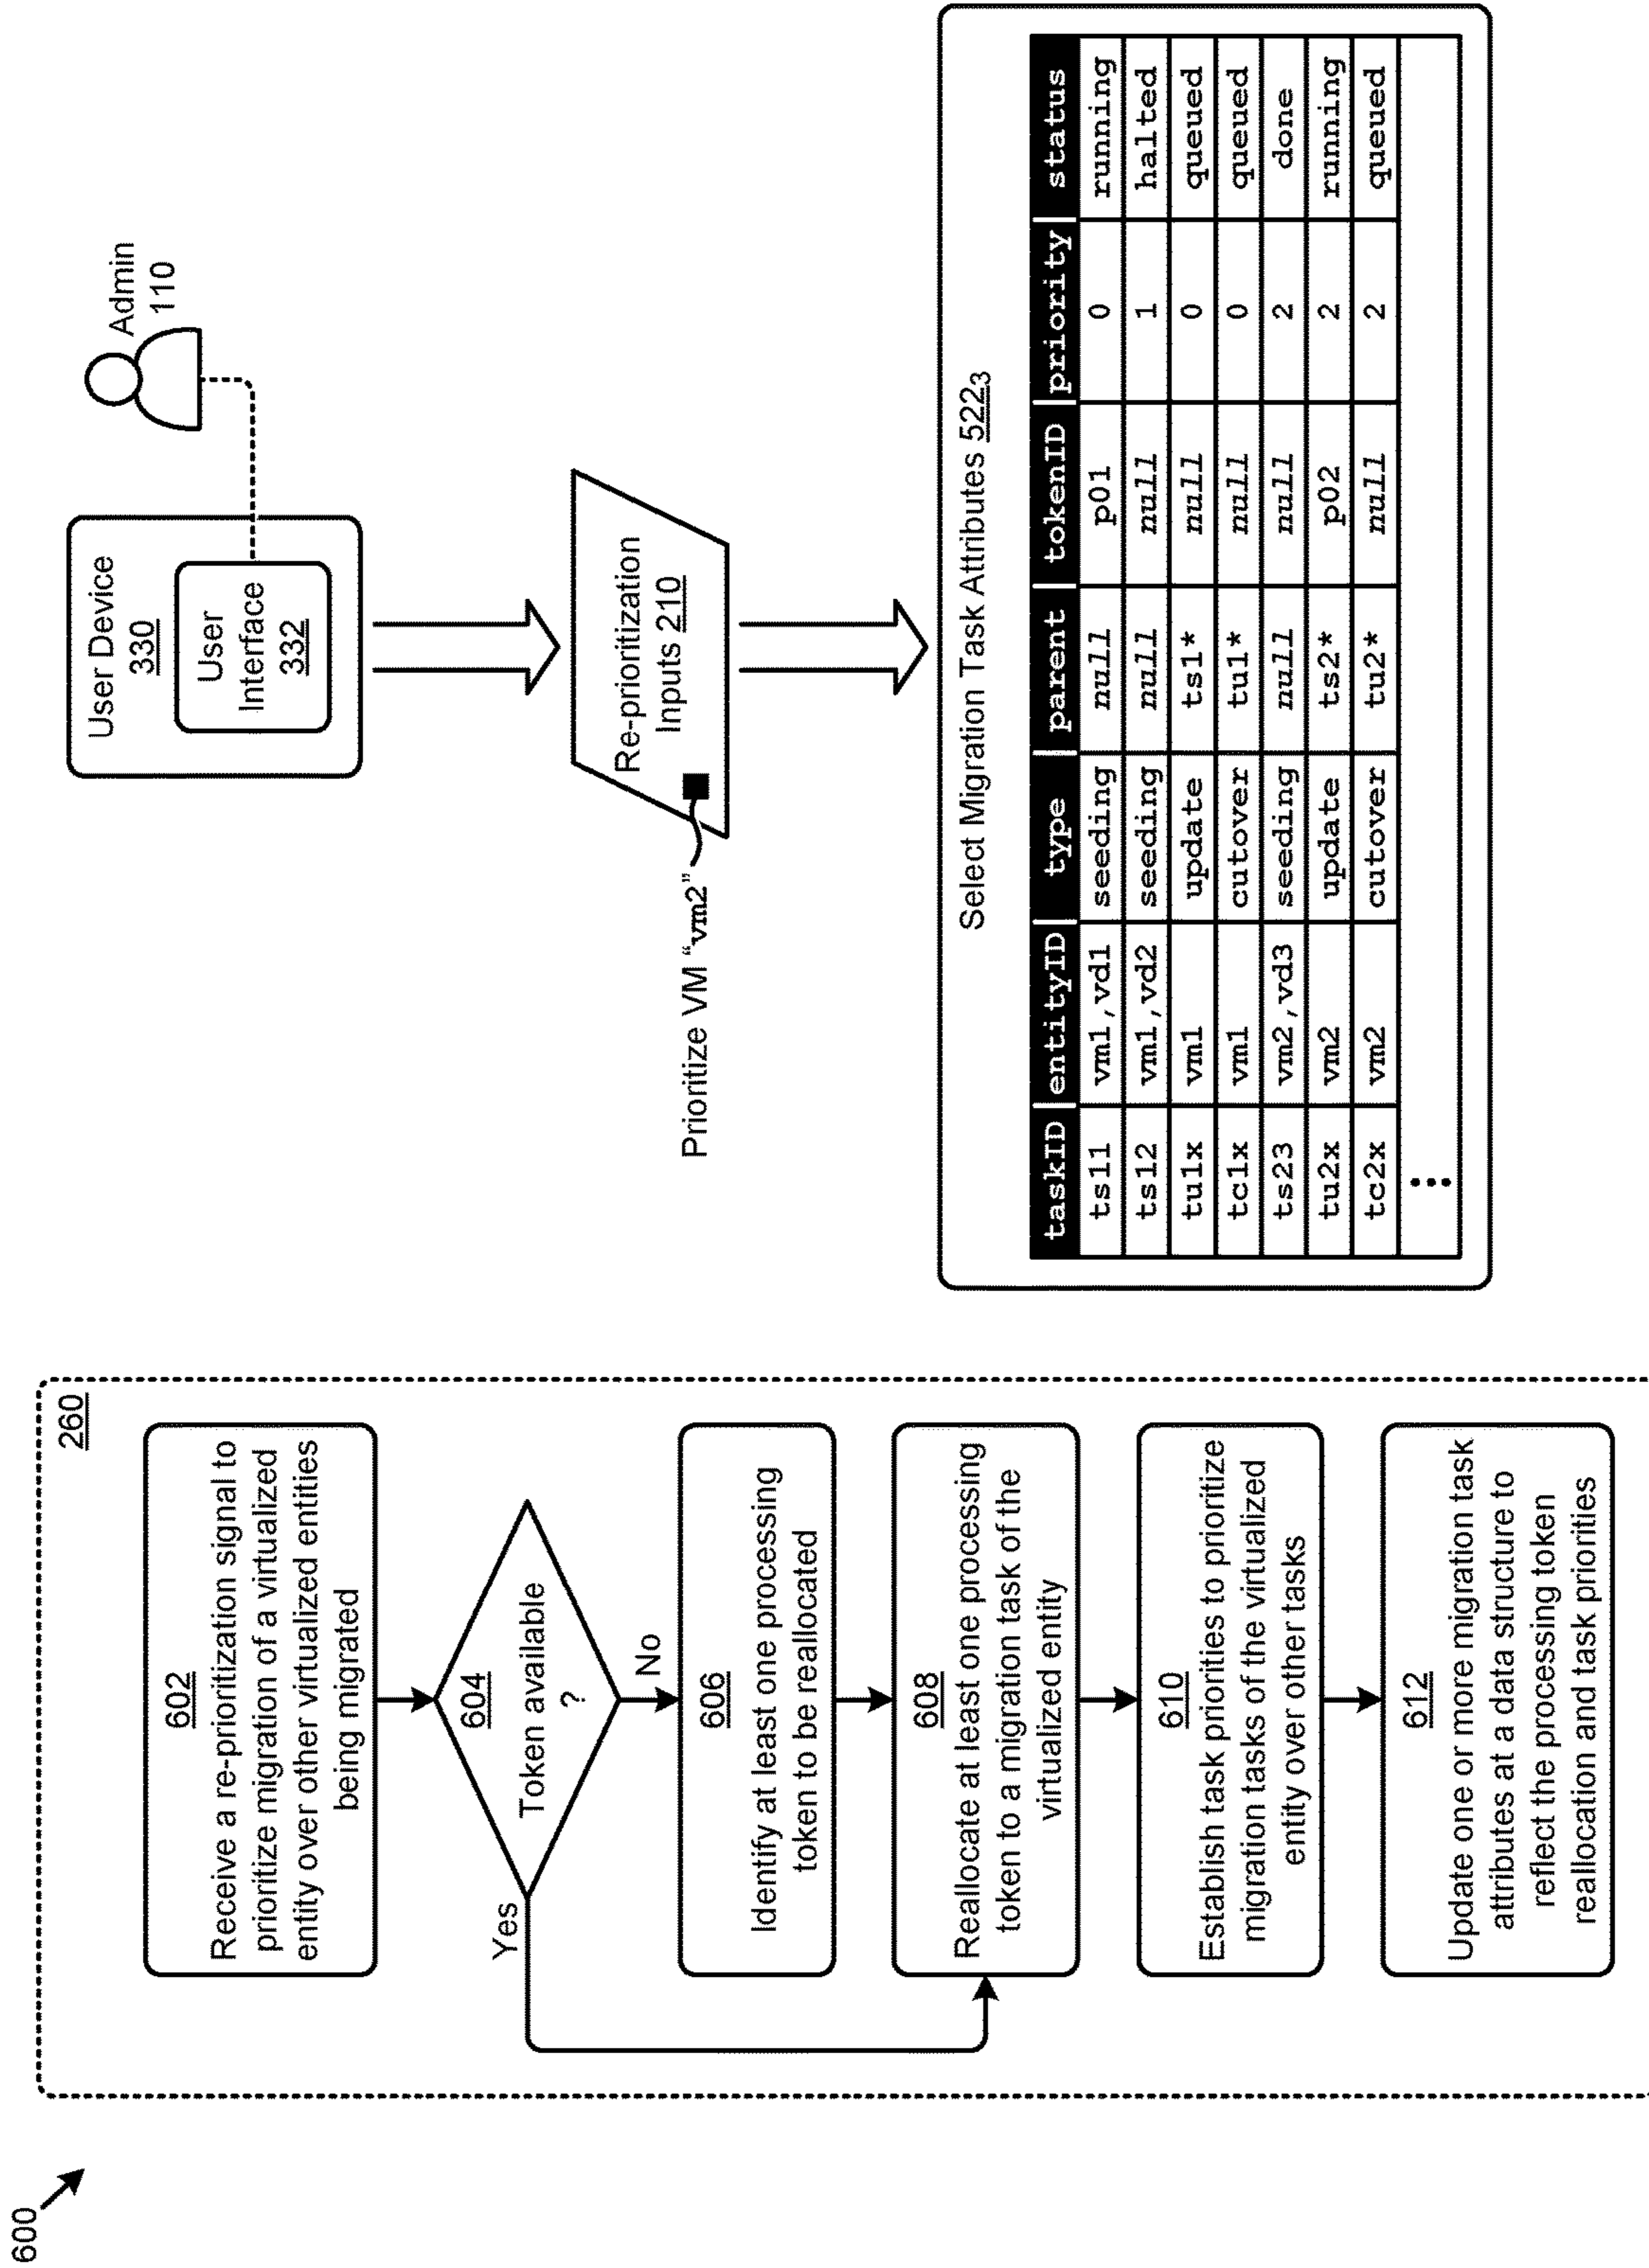 600
260
602
Receive a re-prioritization signal to
prioritize migration of a virtualized
entity over other virtualized entities
being migrated
604
Token available
?
Yes
No
606
Identify at least one processing
token to be reallocated
608
Reallocate at least one processing
token to a migration task of the
virtualized entity
610
Establish task priorities to prioritize
migration tasks of the virtualized
entity over other tasks
612
Update one or more migration task
attributes at a data structure to
reflect the processing token
reallocation and task priorities
User Device
330
User
Interface
332
Admin
110
Re-prioritization
Inputs 210
Prioritize VM “vm2”
Select Migration Task Attributes 522₃
taskID entityID type parent tokenID priority status
ts11 vm1,vd1 seeding null p01 0 running
ts12 vm1,vd2 seeding null null 1 halted
tu1x vm1 update ts1* null 0 queued
tc1x vm1 cutover tu1* null 0 queued
ts23 vm2,vd3 seeding null null 2 done
tu2x vm2 update ts2* p02 2 running
tc2x vm2 cutover tu2* null 2 queued
...